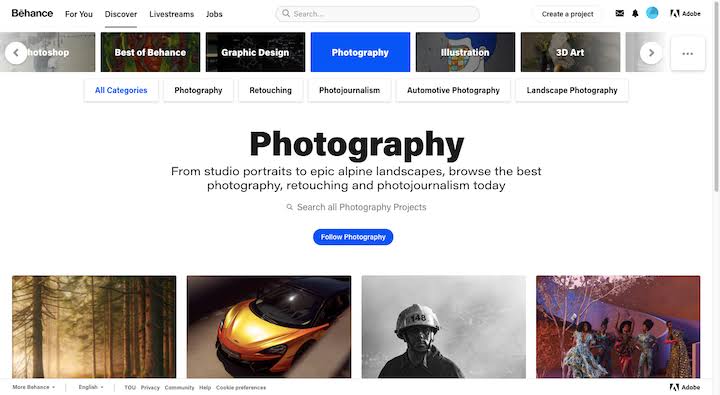 Bēhance For You Discover Livestreams Jobs Search... Create a project Adobe
hotoshop Best of Behance Graphic Design Photography Illustration 3D Art
All Categories Photography Retouching Photojournalism Automotive Photography Landscape Photography
Photography
From studio portraits to epic alpine landscapes, browse the best
photography, retouching and photojournalism today
Search all Photography Projects
Follow Photography
148
More Behance English TOU Privacy Community Help Cookie preferences Adobe